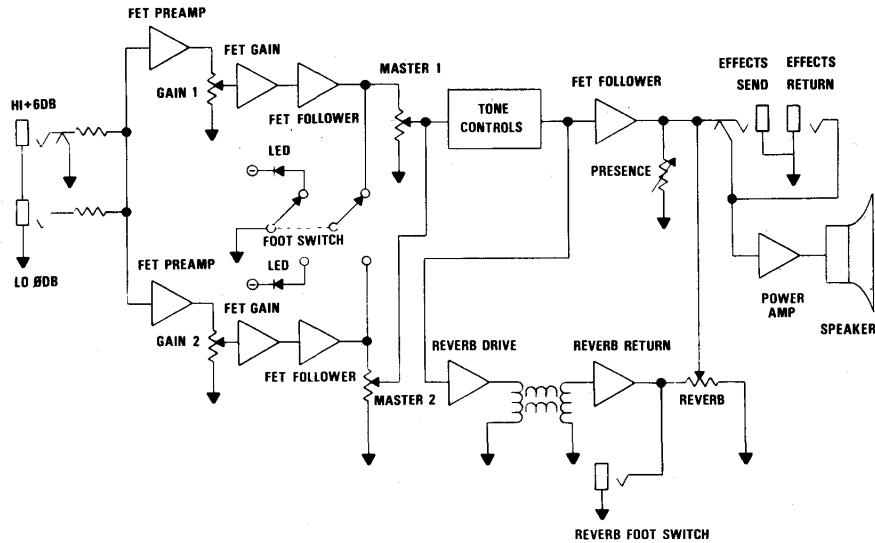 FET PREAMP
FET GAIN
GAIN 1
FET FOLLOWER
MASTER 1
HI+6DB
LED
FOOT SWITCH
LED
LO ØDB
FET PREAMP
FET GAIN
GAIN 2
FET FOLLOWER
MASTER 2
TONE
CONTROLS
FET FOLLOWER
PRESENCE
EFFECTS
SEND
EFFECTS
RETURN
POWER
AMP
SPEAKER
REVERB DRIVE
REVERB RETURN
REVERB
REVERB FOOT SWITCH